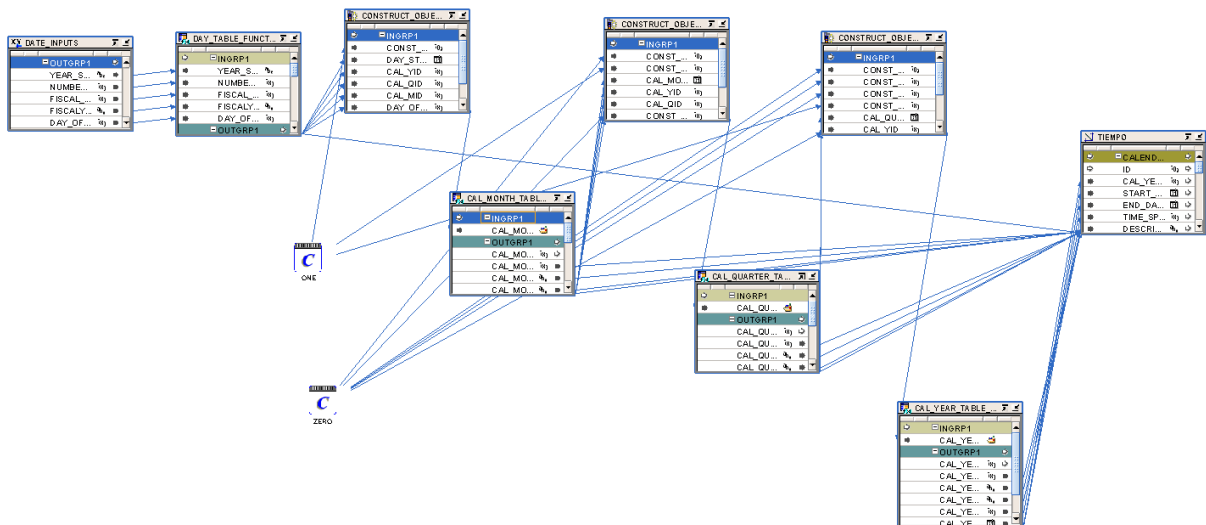 DATE_INPUTS
OUTGRP1
YEAR_S...
NUMBE...
FISCAL_...
FISCALY...
DAY_OF...
DAY_TABLE_FUNCT...
INGRP1
YEAR_S...
NUMBE...
FISCAL_...
FISCALY...
DAY_OF...
OUTGRP1
CONSTRUCT_OBJE...
INGRP1
CONST_...
DAY_ST...
CAL_YID
CAL_QID
CAL_MID
DAY_OF...
CONSTRUCT_OBJE...
INGRP1
CONST_...
CONST_...
CAL_MO...
CAL_YID
CAL_QID
CONST_...
CONSTRUCT_OBJE...
INGRP1
CONST_...
CONST_...
CONST_...
CONST_...
CAL_QU...
CAL_YID
TIEMPO
CALEND...
ID
CAL_YE...
START_...
END_DA...
TIME_SP...
DESCRI...
CAL_MONTH_TABL...
INGRP1
CAL_MO...
OUTGRP1
CAL_MO...
CAL_MO...
CAL_MO...
CAL_MO...
C
ONE
CAL_QUARTER_TA...
INGRP1
CAL_QU...
OUTGRP1
CAL_QU...
CAL_QU...
CAL_QU...
CAL_QU...
C
ZERO
CAL_YEAR_TABLE_...
INGRP1
CAL_YE...
OUTGRP1
CAL_YE...
CAL_YE...
CAL_YE...
CAL_YE...
CAL_YE...
CAL_YE...